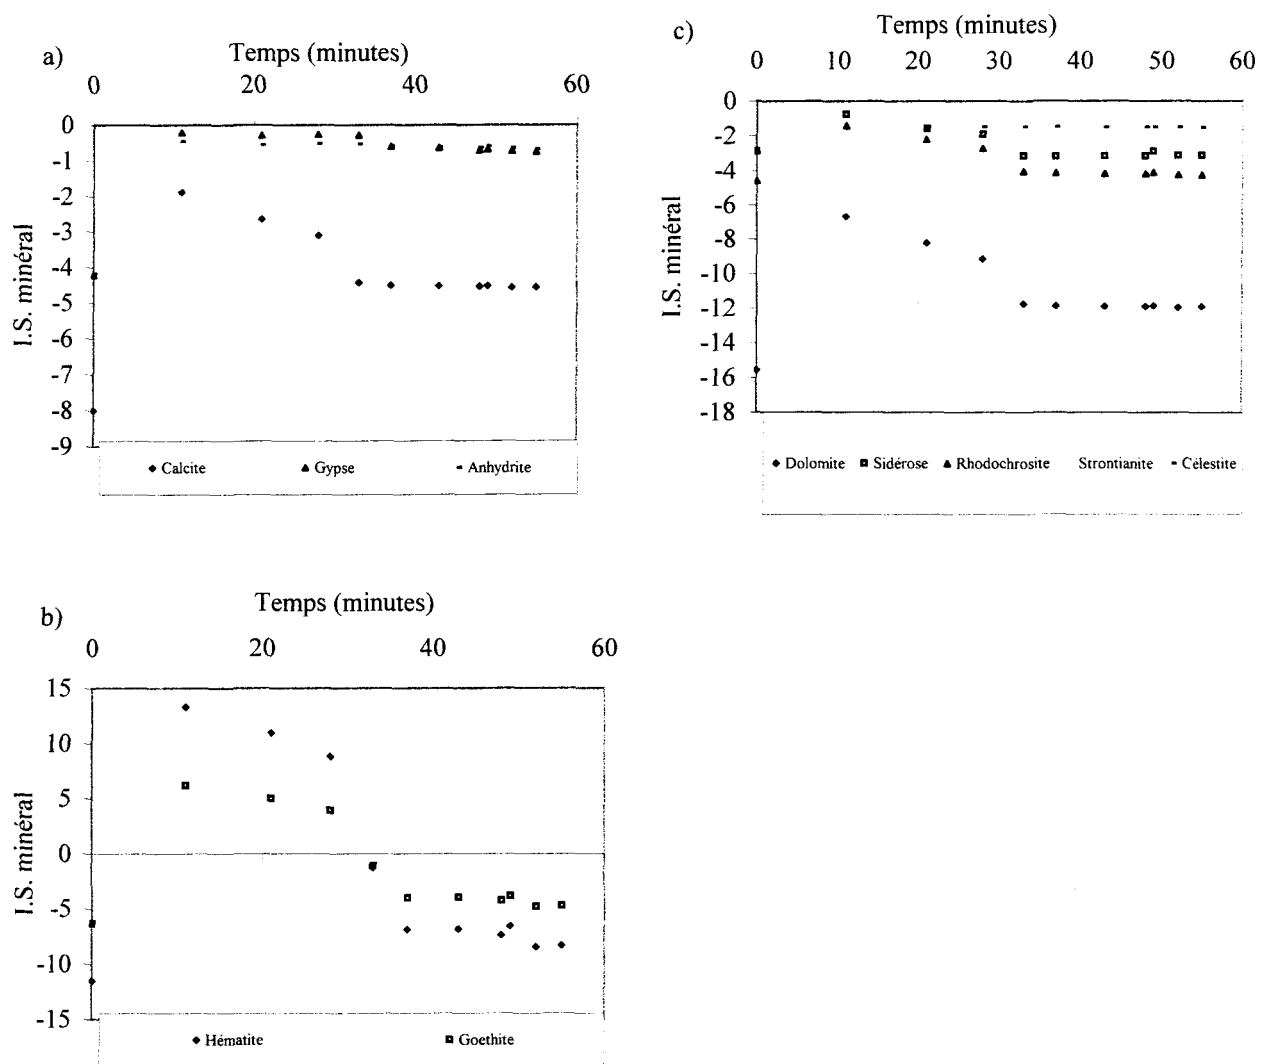 a)
Temps (minutes)
0 20 40 60
0
-1
-2
-3
-4
-5
-6
-7
-8
-9
I.S. minéral
Calcite Gypse Anhydrite
c)
Temps (minutes)
0 10 20 30 40 50 60
0
-2
-4
-6
-8
-10
-12
-14
-16
-18
I.S. minéral
Dolomite Sidérose Rhodochrosite Strontianite Célestite
b)
Temps (minutes)
0 20 40 60
15
10
5
0
-5
-10
-15
I.S. minéral
Hématite Goethite